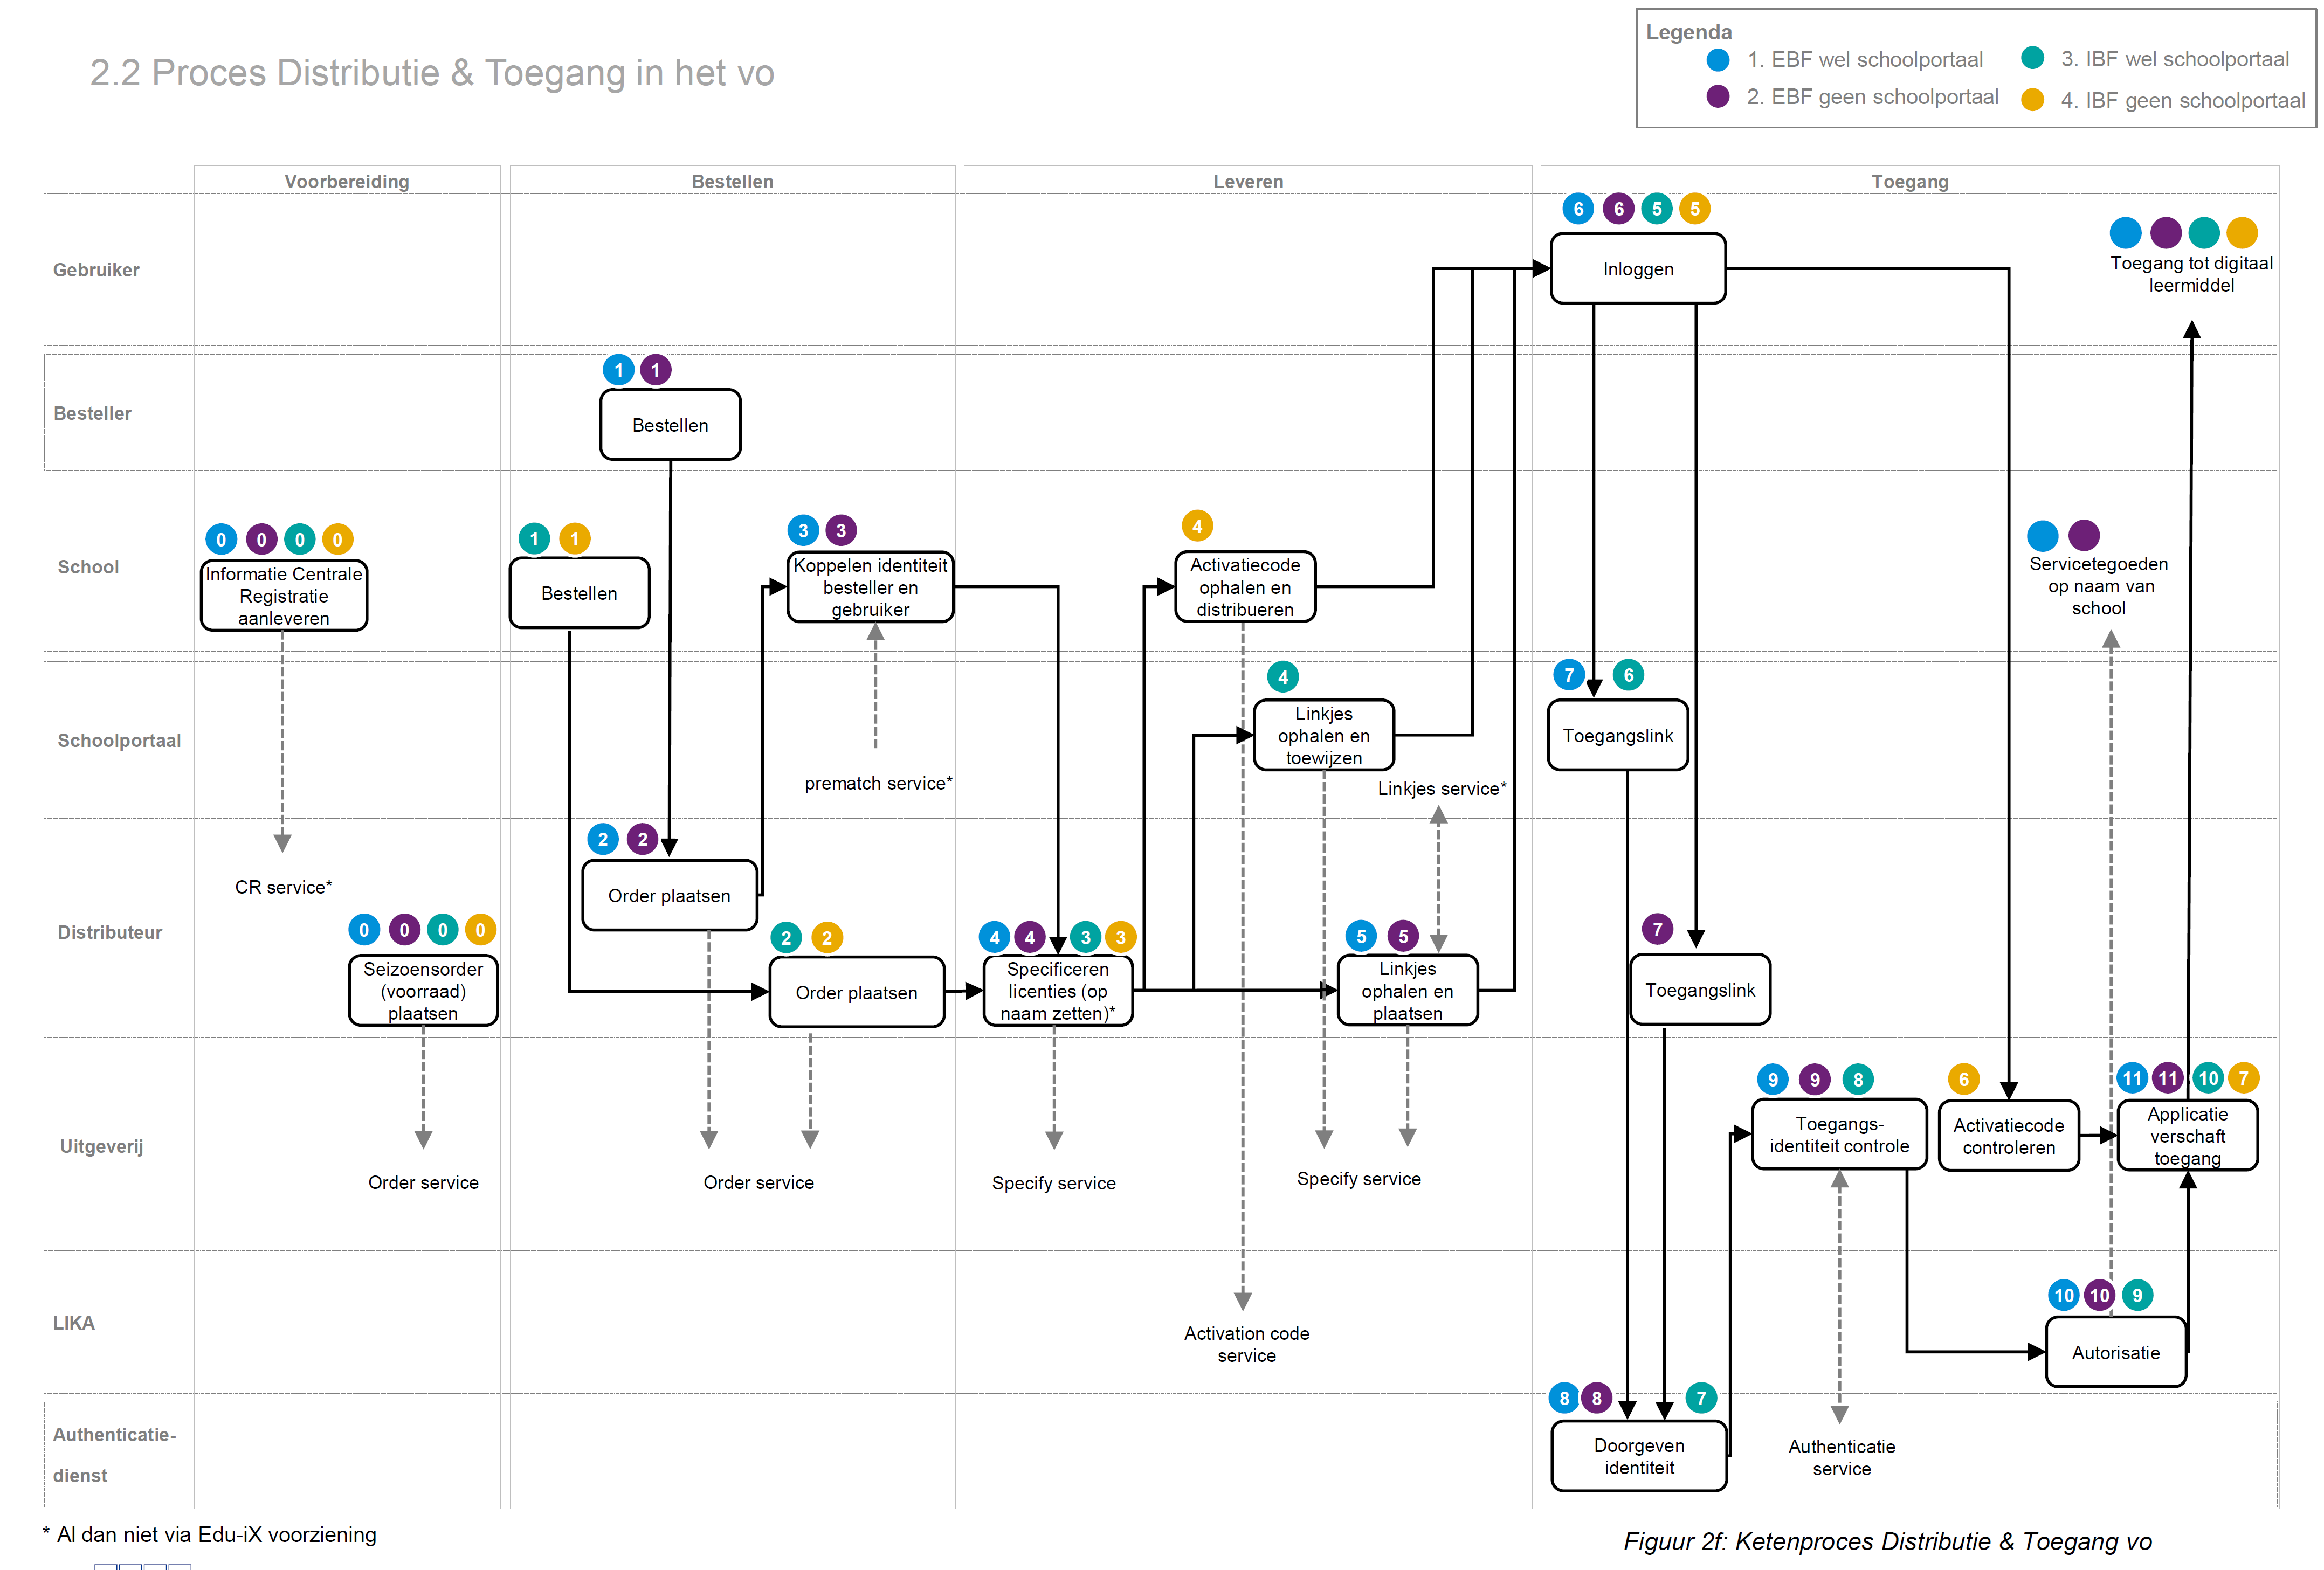 2.2 Proces Distributie & Toegang in het vo
Legenda
1. EBF wel schoolportaal
3. IBF wel schoolportaal
2. EBF geen schoolportaal
4. IBF geen schoolportaal
Voorbereiding
Bestellen
Leveren
Toegang
Gebruiker
6 6 5 5
Inloggen
Toegang tot digitaal
leermiddel
Besteller
1 1
Bestellen
School
0 0 0 0
Informatie Centrale
Registratie
aanleveren
1 1
Bestellen
3 3
Koppelen identiteit
besteller en
gebruiker
4
Activatiecode
ophalen en
distribueren
Servicetegoeden
op naam van
school
Schoolportaal
prematch service*
4
Linkjes
ophalen en
toewijzen
Linkjes service*
7 6
Toegangslink
Distributeur
CR service*
0 0 0 0
Seizoensorder
(voorraad)
plaatsen
2 2
Order plaatsen
2 2
Order plaatsen
4 4 3 3
Specificeren
licenties (op
naam zetten)*
5 5
Linkjes
ophalen en
plaatsen
7
Toegangslink
Uitgeverij
Order service
Order service
Specify service
Specify service
9 9 8
Toegangs-
identiteit controle
6
Activatiecode
controleren
11 11 10 7
Applicatie
verschaft
toegang
LIKA
Activation code
service
10 10 9
Autorisatie
Authenticatie-
dienst
8 8 7
Doorgeven
identiteit
Authenticatie
service
* Al dan niet via Edu-iX voorziening
Figuur 2f: Ketenproces Distributie & Toegang vo